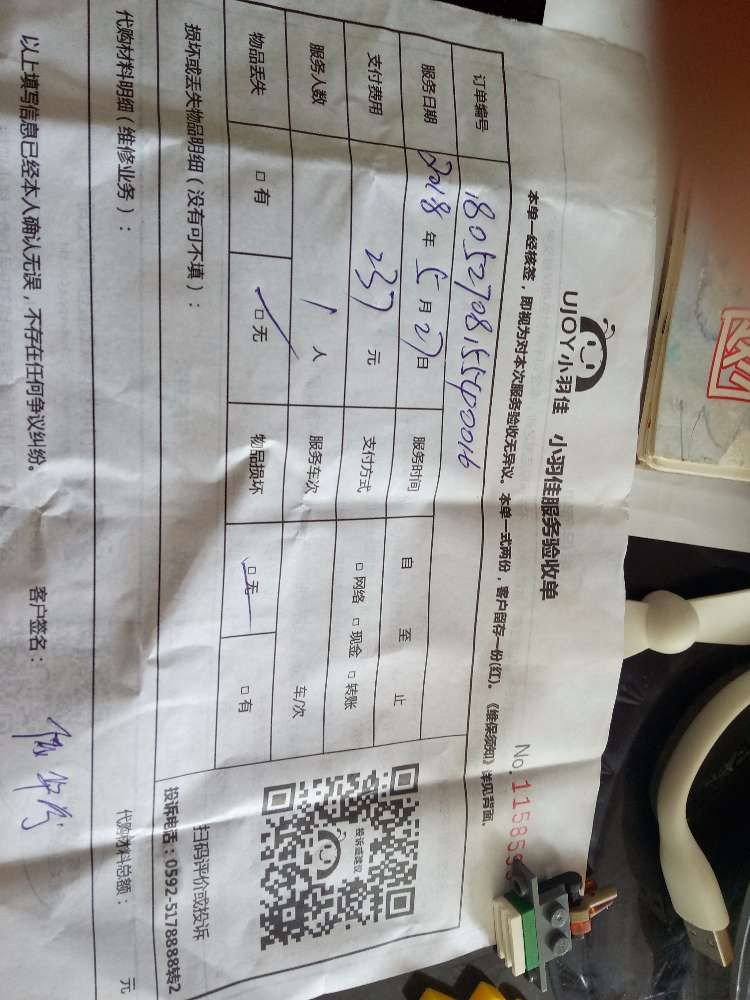 UJOY小羽佳 小羽佳服务验收单
No.11585
本单一经核签，即视为对本次服务验收无异议。本单一式两份，客户留存一份(红)。《维保须知》详见背面.
订单编号 18052708155400016
服务日期 2018 年 5 月 27 日 服务时间 自 至 止
支付费用 237 元 支付方式 □ 网络 □ 现金 □ 转账
服务人数 1 人 服务车次 车/次
物品丢失 □ 有 □ 无 物品损坏 □ 无 □ 有
损坏或丢失物品明细（没有可不填）：
投诉或建议
扫码评价或投诉
投诉电话：0592-5178888转2
代购材料明细（维修业务）：
代购材料总额： 元
以上填写信息已经本人确认无误，不存在任何争议纠纷。 客户签名：